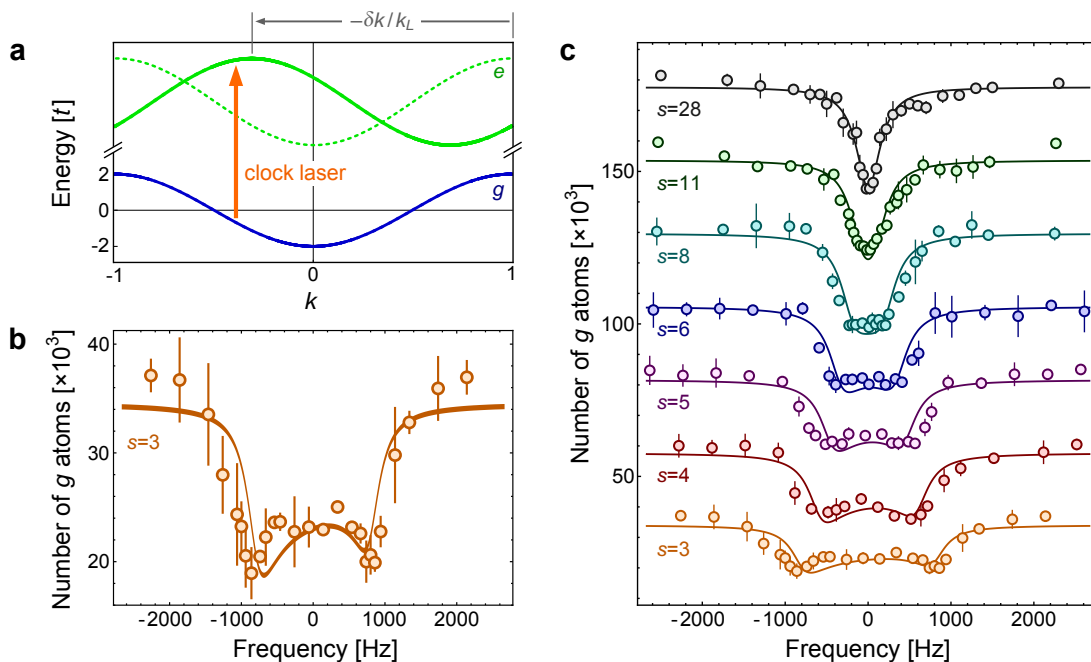 a
−δk/kL
Energy [t]
2
0
-2
e
g
clock laser
-1
0
1
k
b
Number of g atoms [×10³]
40
30
20
s=3
-2000
-1000
0
1000
2000
Frequency [Hz]
c
Number of g atoms [×10³]
150
100
50
s=28
s=11
s=8
s=6
s=5
s=4
s=3
-2000
-1000
0
1000
2000
Frequency [Hz]